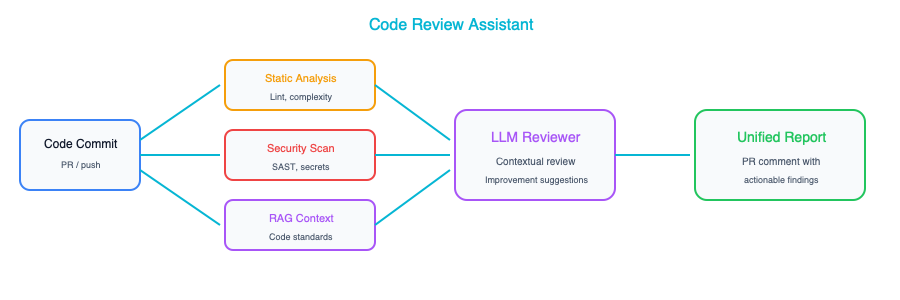 Code Review Assistant
Code Commit
PR / push
Static Analysis
Lint, complexity
Security Scan
SAST, secrets
RAG Context
Code standards
LLM Reviewer
Contextual review
Improvement suggestions
Unified Report
PR comment with
actionable findings